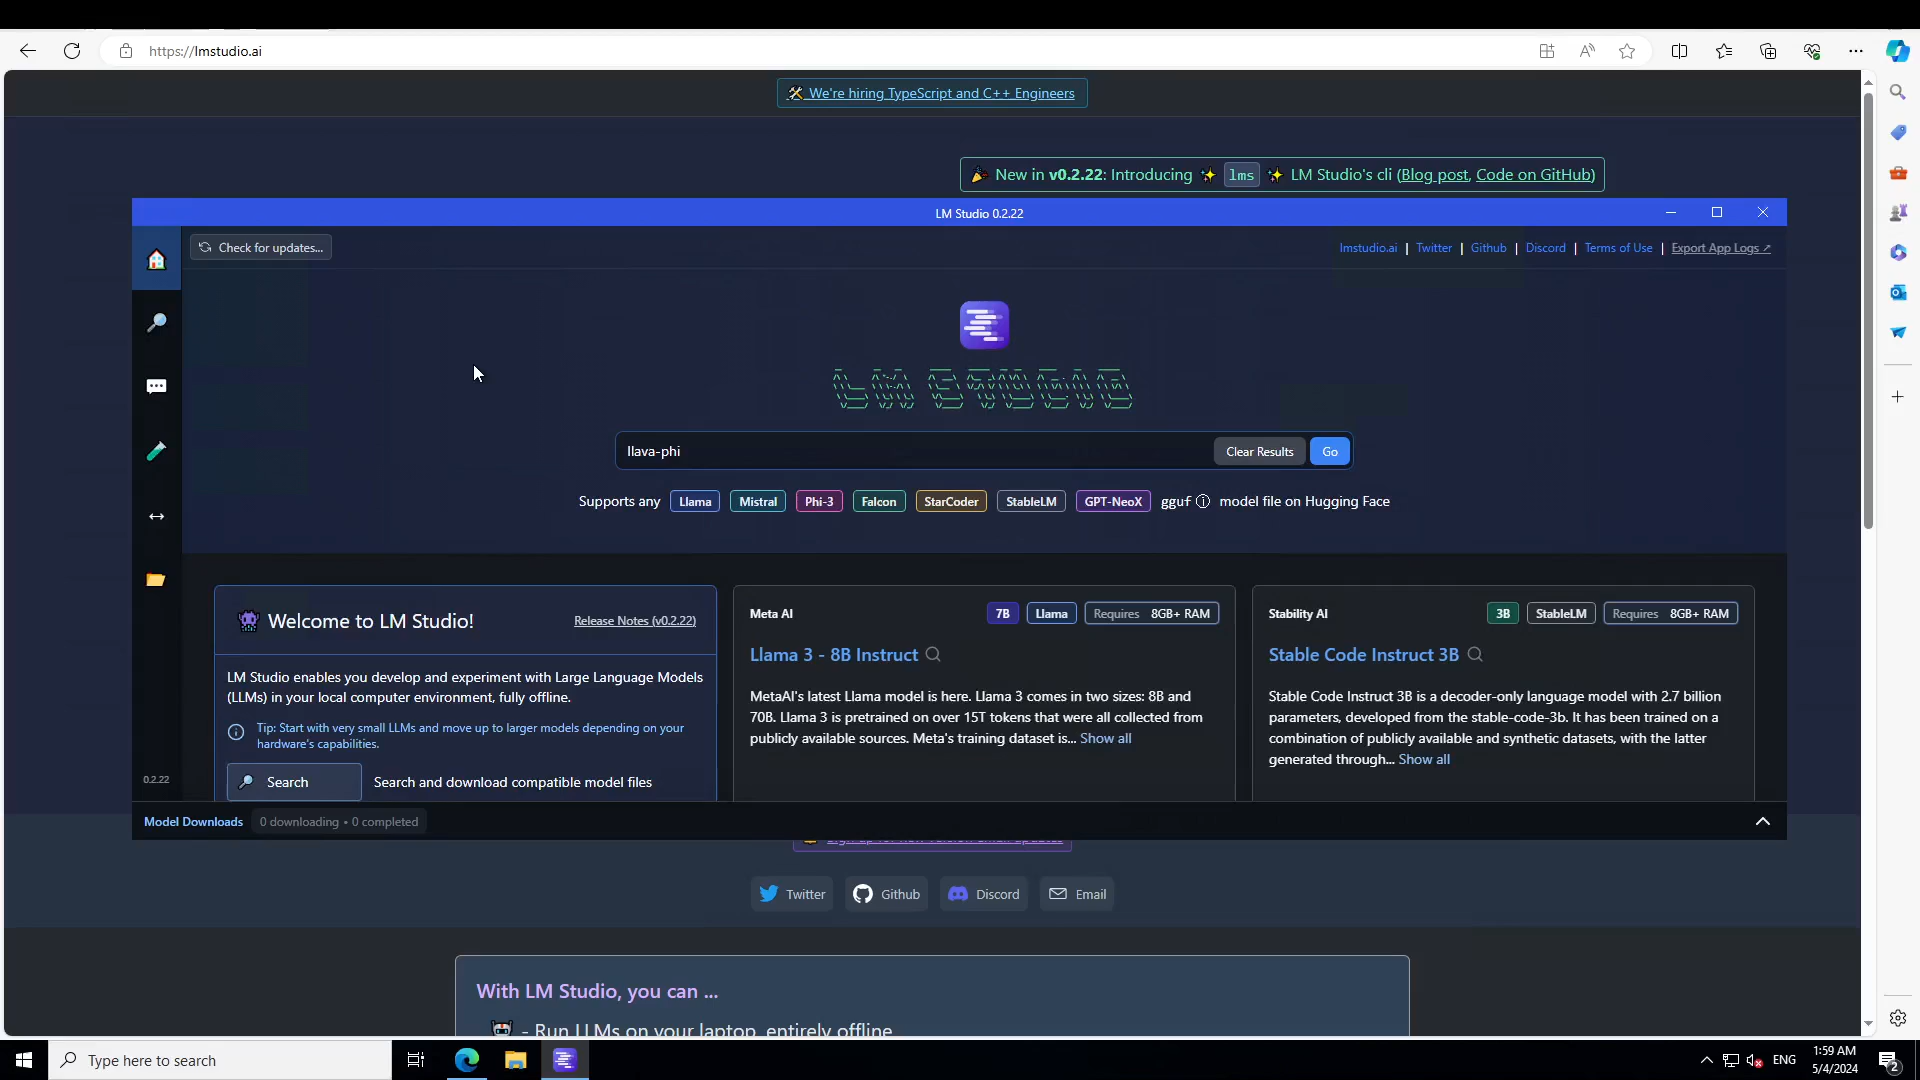 https://lmstudio.ai
🛠 We're hiring TypeScript and C++ Engineers
🎉 New in v0.2.22: Introducing ✨ lms ✨ LM Studio's cli (Blog post, Code on GitHub)
LM Studio 0.2.22
Check for updates...
lmstudio.ai | Twitter | Github | Discord | Terms of Use | Export App Logs ↗
LM STUDIO
llava-phi
Clear Results
Go
Supports any Llama Mistral Phi-3 Falcon StarCoder StableLM GPT-NeoX gguf ⓘ model file on Hugging Face
Welcome to LM Studio!
Release Notes (v0.2.22)
LM Studio enables you develop and experiment with Large Language Models
(LLMs) in your local computer environment, fully offline.
Tip: Start with very small LLMs and move up to larger models depending on your
hardware's capabilities.
Search
Search and download compatible model files
Meta AI
7B Llama Requires 8GB+ RAM
Llama 3 - 8B Instruct
MetaAI's latest Llama model is here. Llama 3 comes in two sizes: 8B and
70B. Llama 3 is pretrained on over 15T tokens that were all collected from
publicly available sources. Meta's training dataset is... Show all
Stability AI
3B StableLM Requires 8GB+ RAM
Stable Code Instruct 3B
Stable Code Instruct 3B is a decoder-only language model with 2.7 billion
parameters, developed from the stable-code-3b. It has been trained on a
combination of publicly available and synthetic datasets, with the latter
generated through... Show all
0.2.22
Model Downloads
0 downloading • 0 completed
Twitter
Github
Discord
Email
With LM Studio, you can ...
🤖 - Run LLMs on your laptop, entirely offline
Type here to search
ENG
1:59 AM
5/4/2024
2